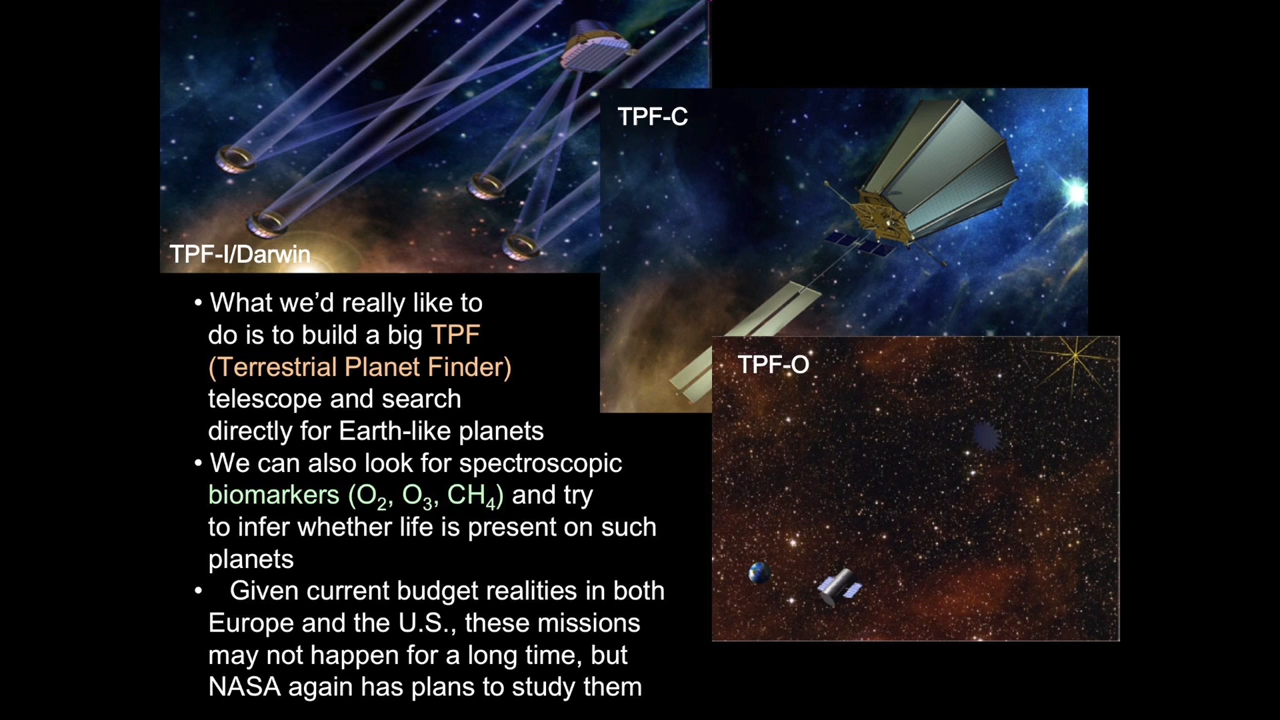 TPF-I/Darwin
TPF-C
TPF-O
• What we’d really like to
do is to build a big TPF
(Terrestrial Planet Finder)
telescope and search
directly for Earth-like planets
• We can also look for spectroscopic
biomarkers (O₂, O₃, CH₄) and try
to infer whether life is present on such
planets
• Given current budget realities in both
Europe and the U.S., these missions
may not happen for a long time, but
NASA again has plans to study them